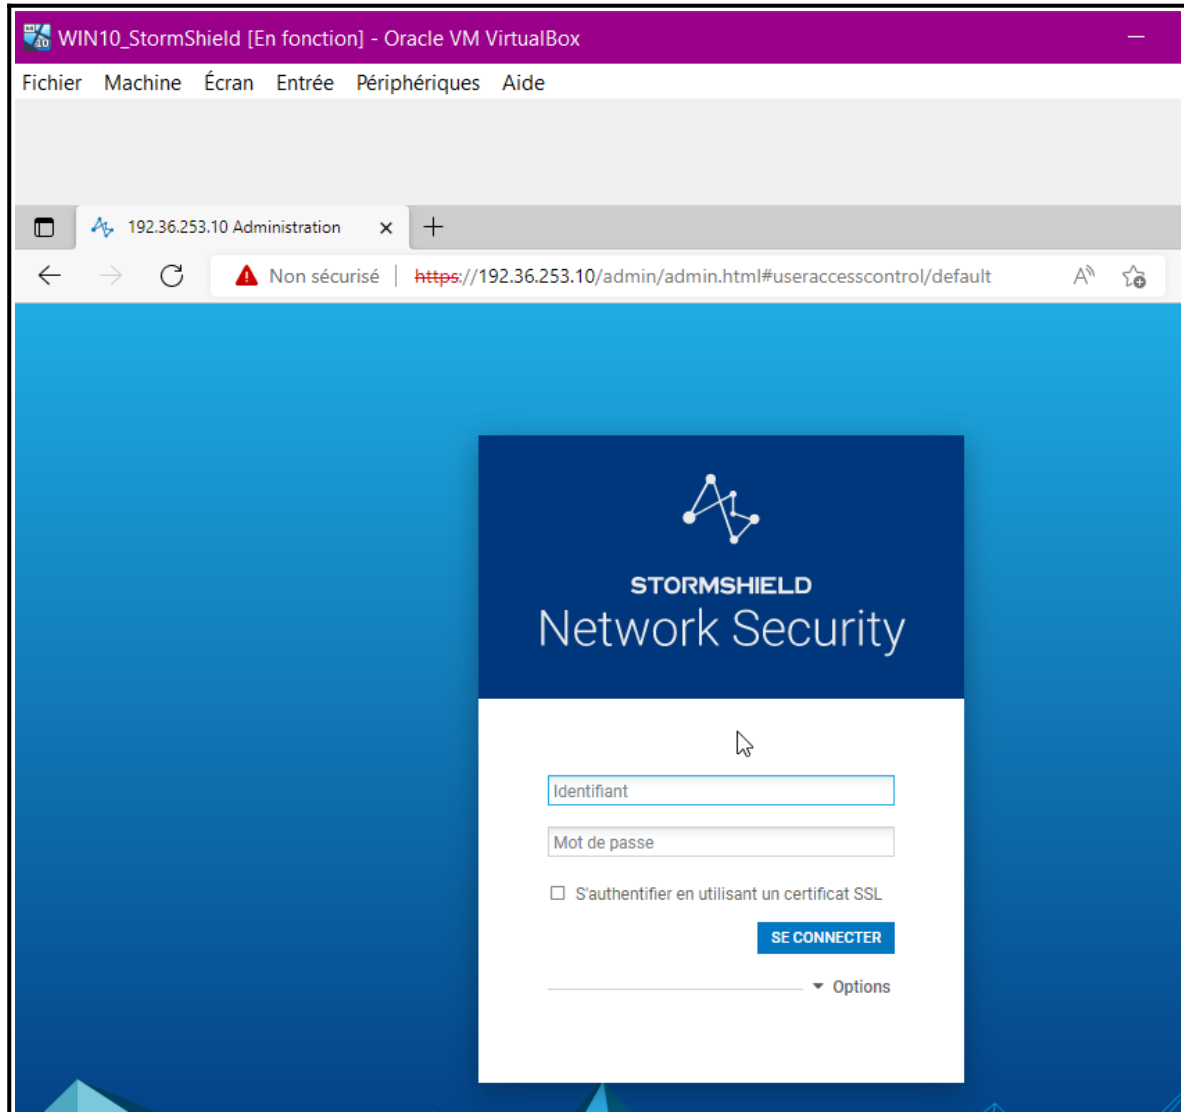 WIN10_StormShield [En fonction] - Oracle VM VirtualBox
Fichier Machine Écran Entrée Périphériques Aide
192.36.253.10 Administration
Non sécurisé https://192.36.253.10/admin/admin.html#useraccesscontrol/default
STORMSHIELD
Network Security
Identifiant
Mot de passe
S'authentifier en utilisant un certificat SSL
SE CONNECTER
Options